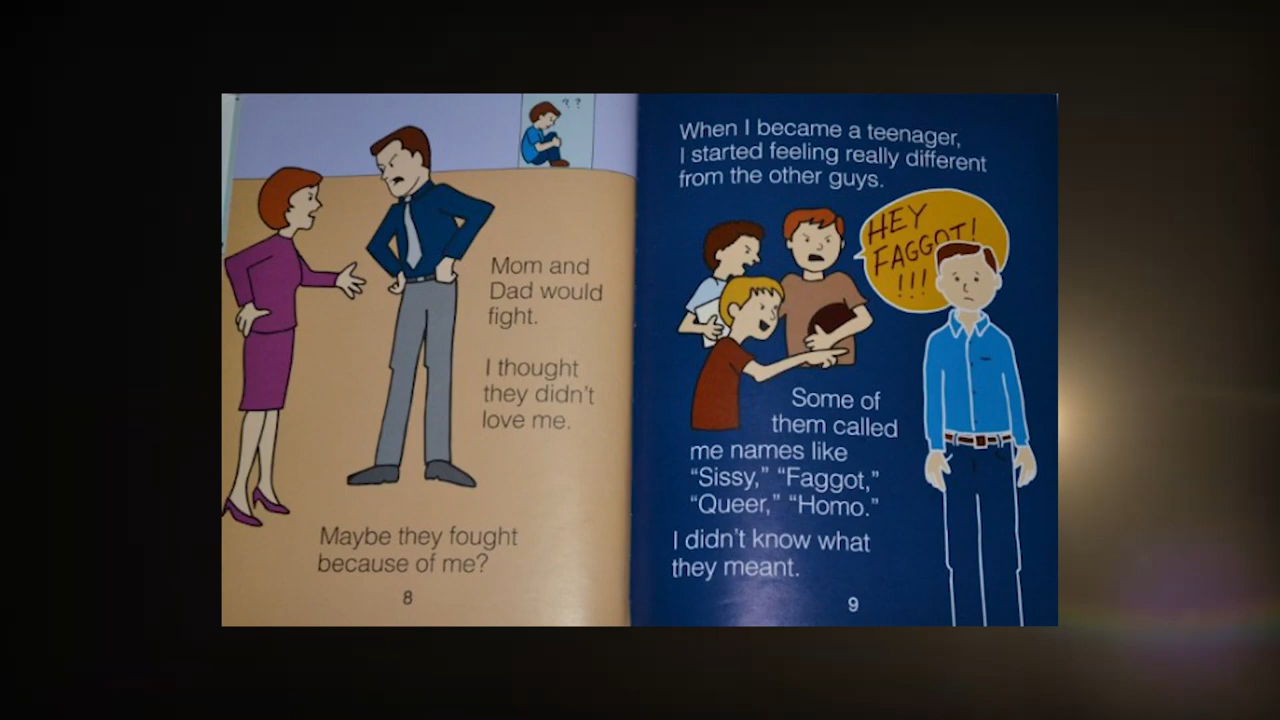 ? ?
Mom and
Dad would
fight.
I thought
they didn't
love me.
Maybe they fought
because of me?
8
When I became a teenager,
I started feeling really different
from the other guys.
HEY
FAGGOT!
!!!
Some of
them called
me names like
“Sissy,” “Faggot,”
“Queer,” “Homo.”
I didn't know what
they meant.
9